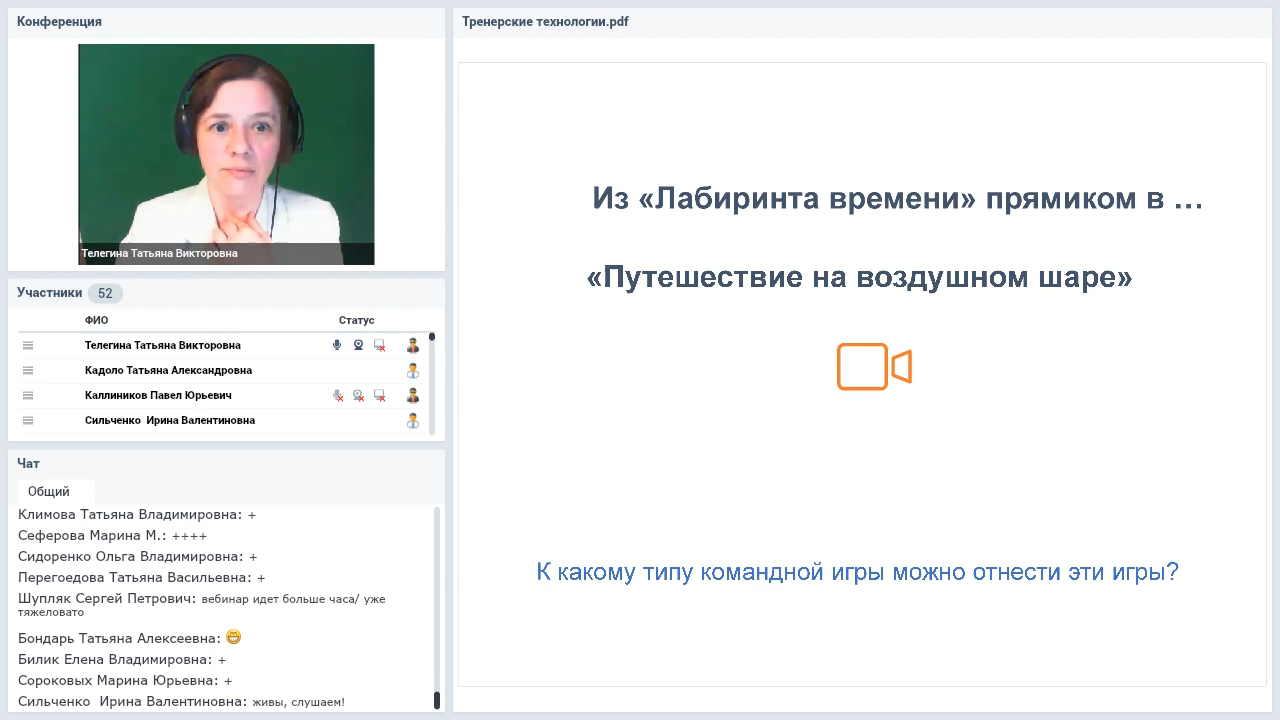 Конференция
Телегина Татьяна Викторовна
Участники 52
ФИО Статус
Телегина Татьяна Викторовна
Кадоло Татьяна Александровна
Каллиников Павел Юрьевич
Сильченко Ирина Валентиновна
Чат
Общий
Климова Татьяна Владимировна: +
Сеферова Марина М.: ++++
Сидоренко Ольга Владимировна: +
Перегоедова Татьяна Васильевна: +
Шупляк Сергей Петрович: вебинар идет больше часа/ уже
тяжеловато
Бондарь Татьяна Алексеевна: 😁
Билик Елена Владимировна: +
Сороковых Марина Юрьевна: +
Сильченко Ирина Валентиновна: живы, слушаем!
Тренерские технологии.pdf
Из «Лабиринта времени» прямиком в ...
«Путешествие на воздушном шаре»
К какому типу командной игры можно отнести эти игры?